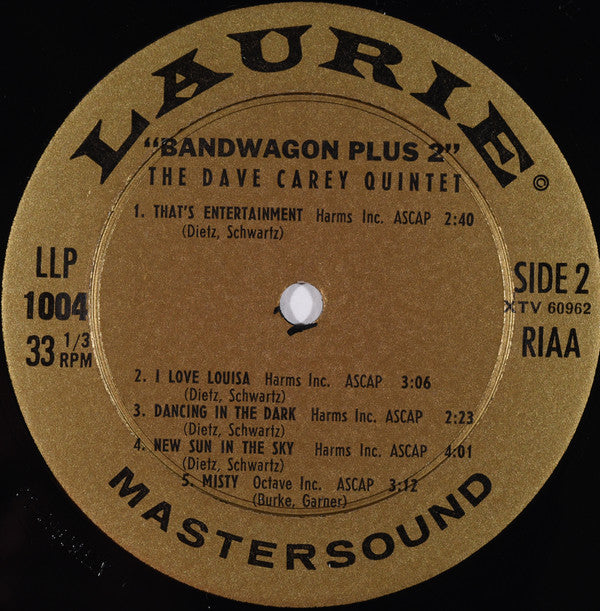 LAURIE
©
"BANDWAGON PLUS 2"
THE DAVE CAREY QUINTET
1. THAT'S ENTERTAINMENT Harms Inc. ASCAP 2:40
(Dietz, Schwartz)
LLP
1004
33 1/3
RPM
SIDE 2
XTV 60962
RIAA
2. I LOVE LOUISA Harms Inc. ASCAP 3:06
(Dietz, Schwartz)
3. DANCING IN THE DARK Harms Inc. ASCAP 2:23
(Dietz, Schwartz)
4. NEW SUN IN THE SKY Harms Inc. ASCAP 4:01
(Dietz, Schwartz)
5. MISTY Octave Inc. ASCAP 3:12
(Burke, Garner)
MASTERSOUND